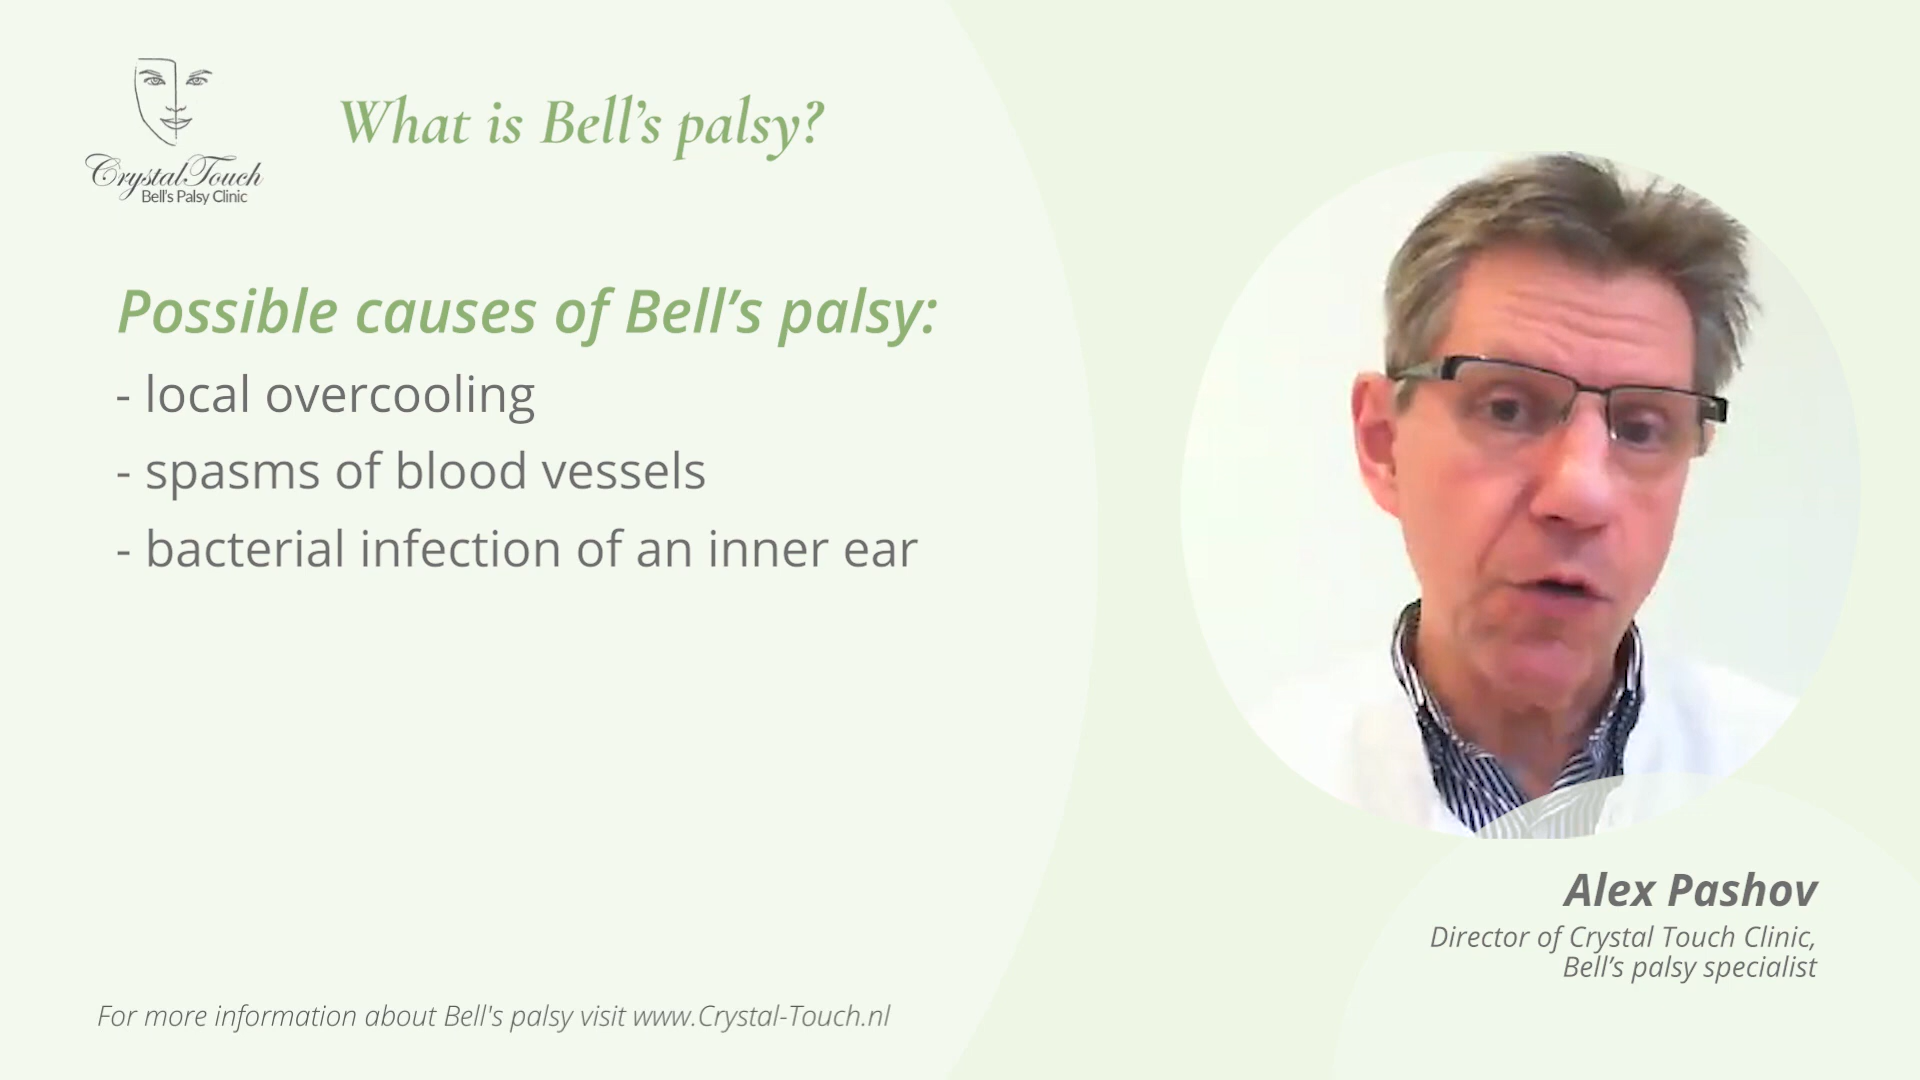 Crystal Touch
Bell's Palsy Clinic
What is Bell's palsy?
Possible causes of Bell's palsy:
- local overcooling
- spasms of blood vessels
- bacterial infection of an inner ear
Alex Pashov
Director of Crystal Touch Clinic,
Bell's palsy specialist
For more information about Bell's palsy visit www.Crystal-Touch.nl